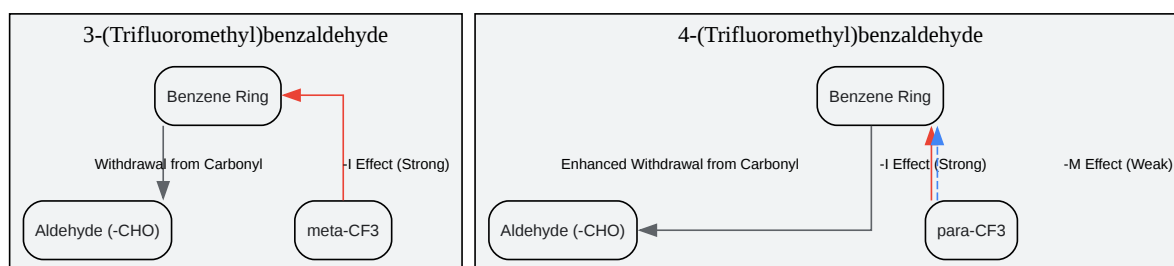 3-(Trifluoromethyl)benzaldehyde
Benzene Ring
Withdrawal from Carbonyl
-I Effect (Strong)
Aldehyde (-CHO)
meta-CF3
4-(Trifluoromethyl)benzaldehyde
Benzene Ring
Enhanced Withdrawal from Carbonyl
-I Effect (Strong)
-M Effect (Weak)
Aldehyde (-CHO)
para-CF3